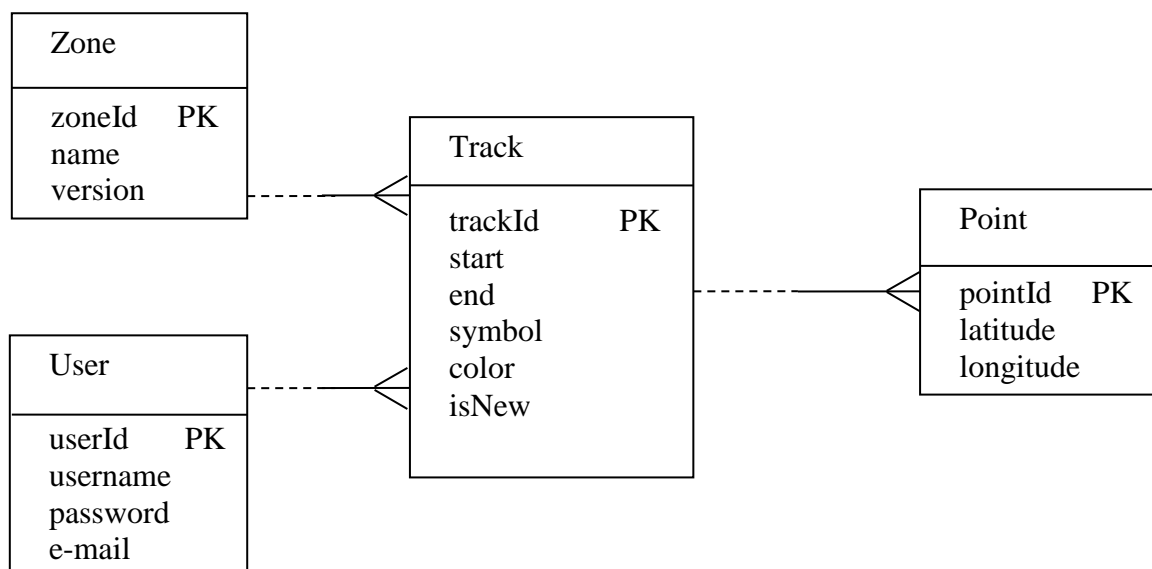 Zone
zoneId PK
name
version
User
userId PK
username
password
e-mail
Track
trackId PK
start
end
symbol
color
isNew
Point
pointId PK
latitude
longitude